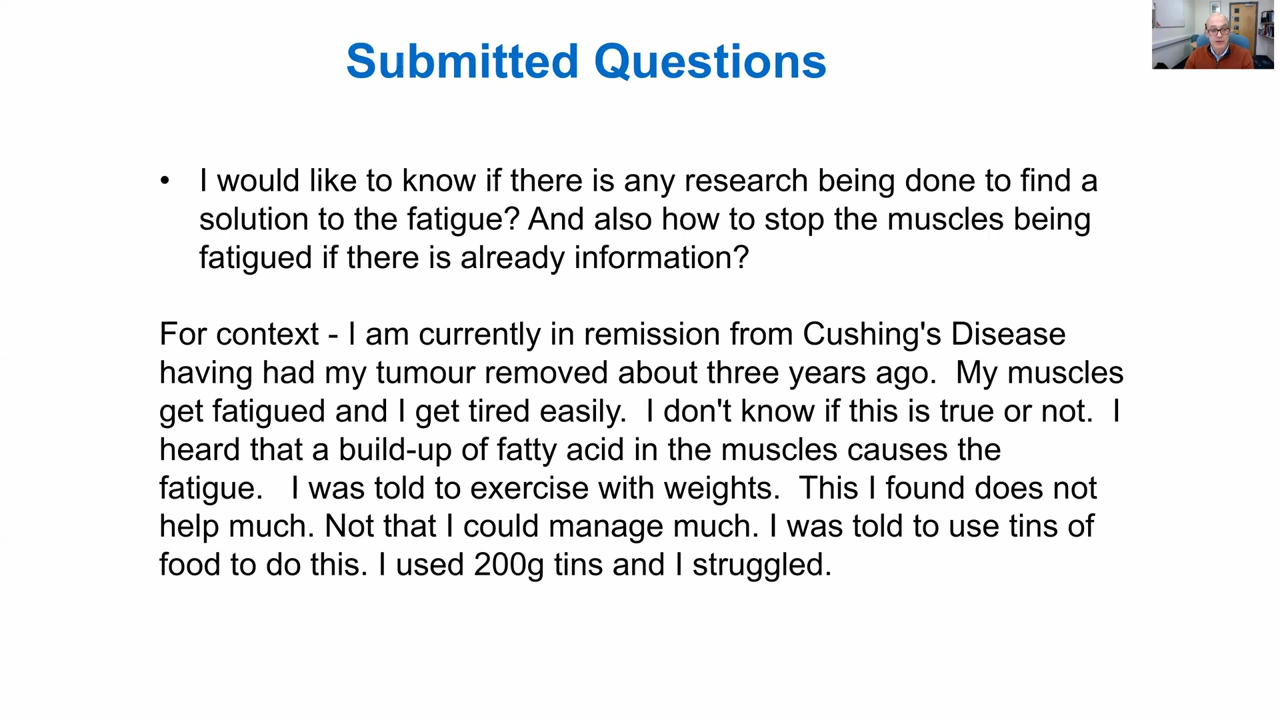 Submitted Questions
• I would like to know if there is any research being done to find a
solution to the fatigue? And also how to stop the muscles being
fatigued if there is already information?
For context - I am currently in remission from Cushing's Disease
having had my tumour removed about three years ago.  My muscles
get fatigued and I get tired easily.  I don't know if this is true or not.  I
heard that a build-up of fatty acid in the muscles causes the
fatigue.   I was told to exercise with weights.  This I found does not
help much. Not that I could manage much. I was told to use tins of
food to do this. I used 200g tins and I struggled.